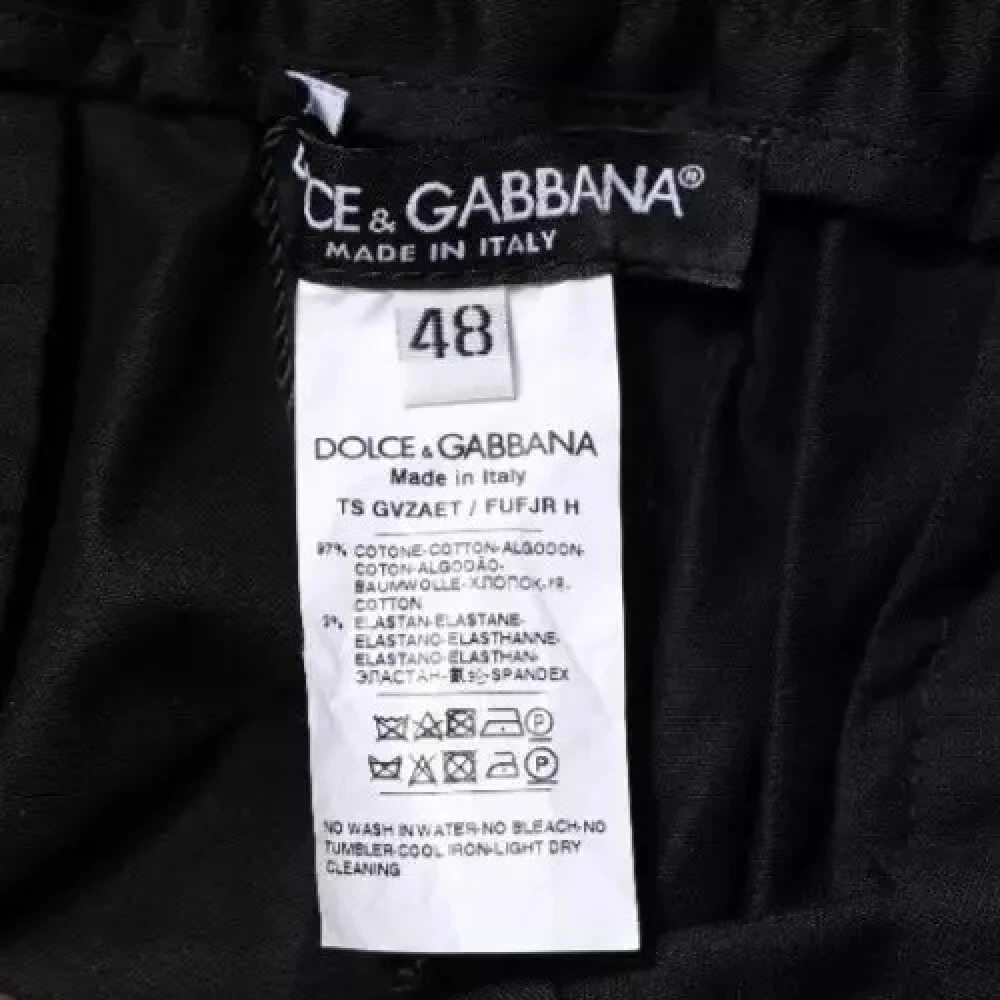 CE & GABBANA®
MADE IN ITALY
48
DOLCE & GABBANA
Made in Italy
TS GVZAET / FUFJR H
97% COTONE-COTTON-ALGODON-
COTON-ALGODÃO-
BAUMWOLLE-ХЛОПОК-
COTTON
3% ELASTAN-ELASTANE-
ELASTANO-ELASTHANNE-
ELASTANO-ELASTHAN-
ЭЛАСТАН-SPANDEX
P
P
NO WASH IN WATER-NO BLEACH-NO
TUMBLER-COOL IRON-LIGHT DRY
CLEANING